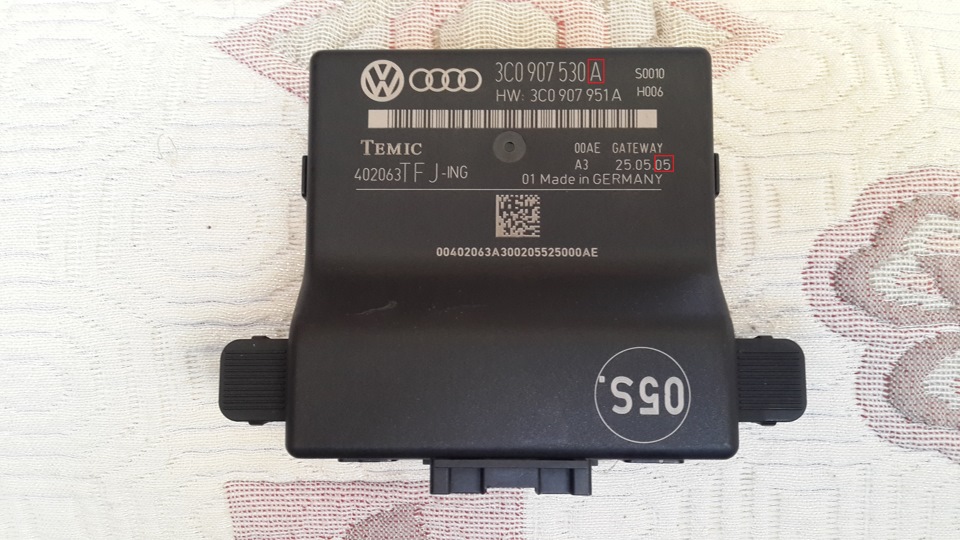 3C0 907 530 A
S0010
HW: 3C0 907 951 A
H006
TEMIC
00AE GATEWAY
A3 25.05.05
402063TFJ-ING
01 Made in GERMANY
00402063A300205525000AE
05S.